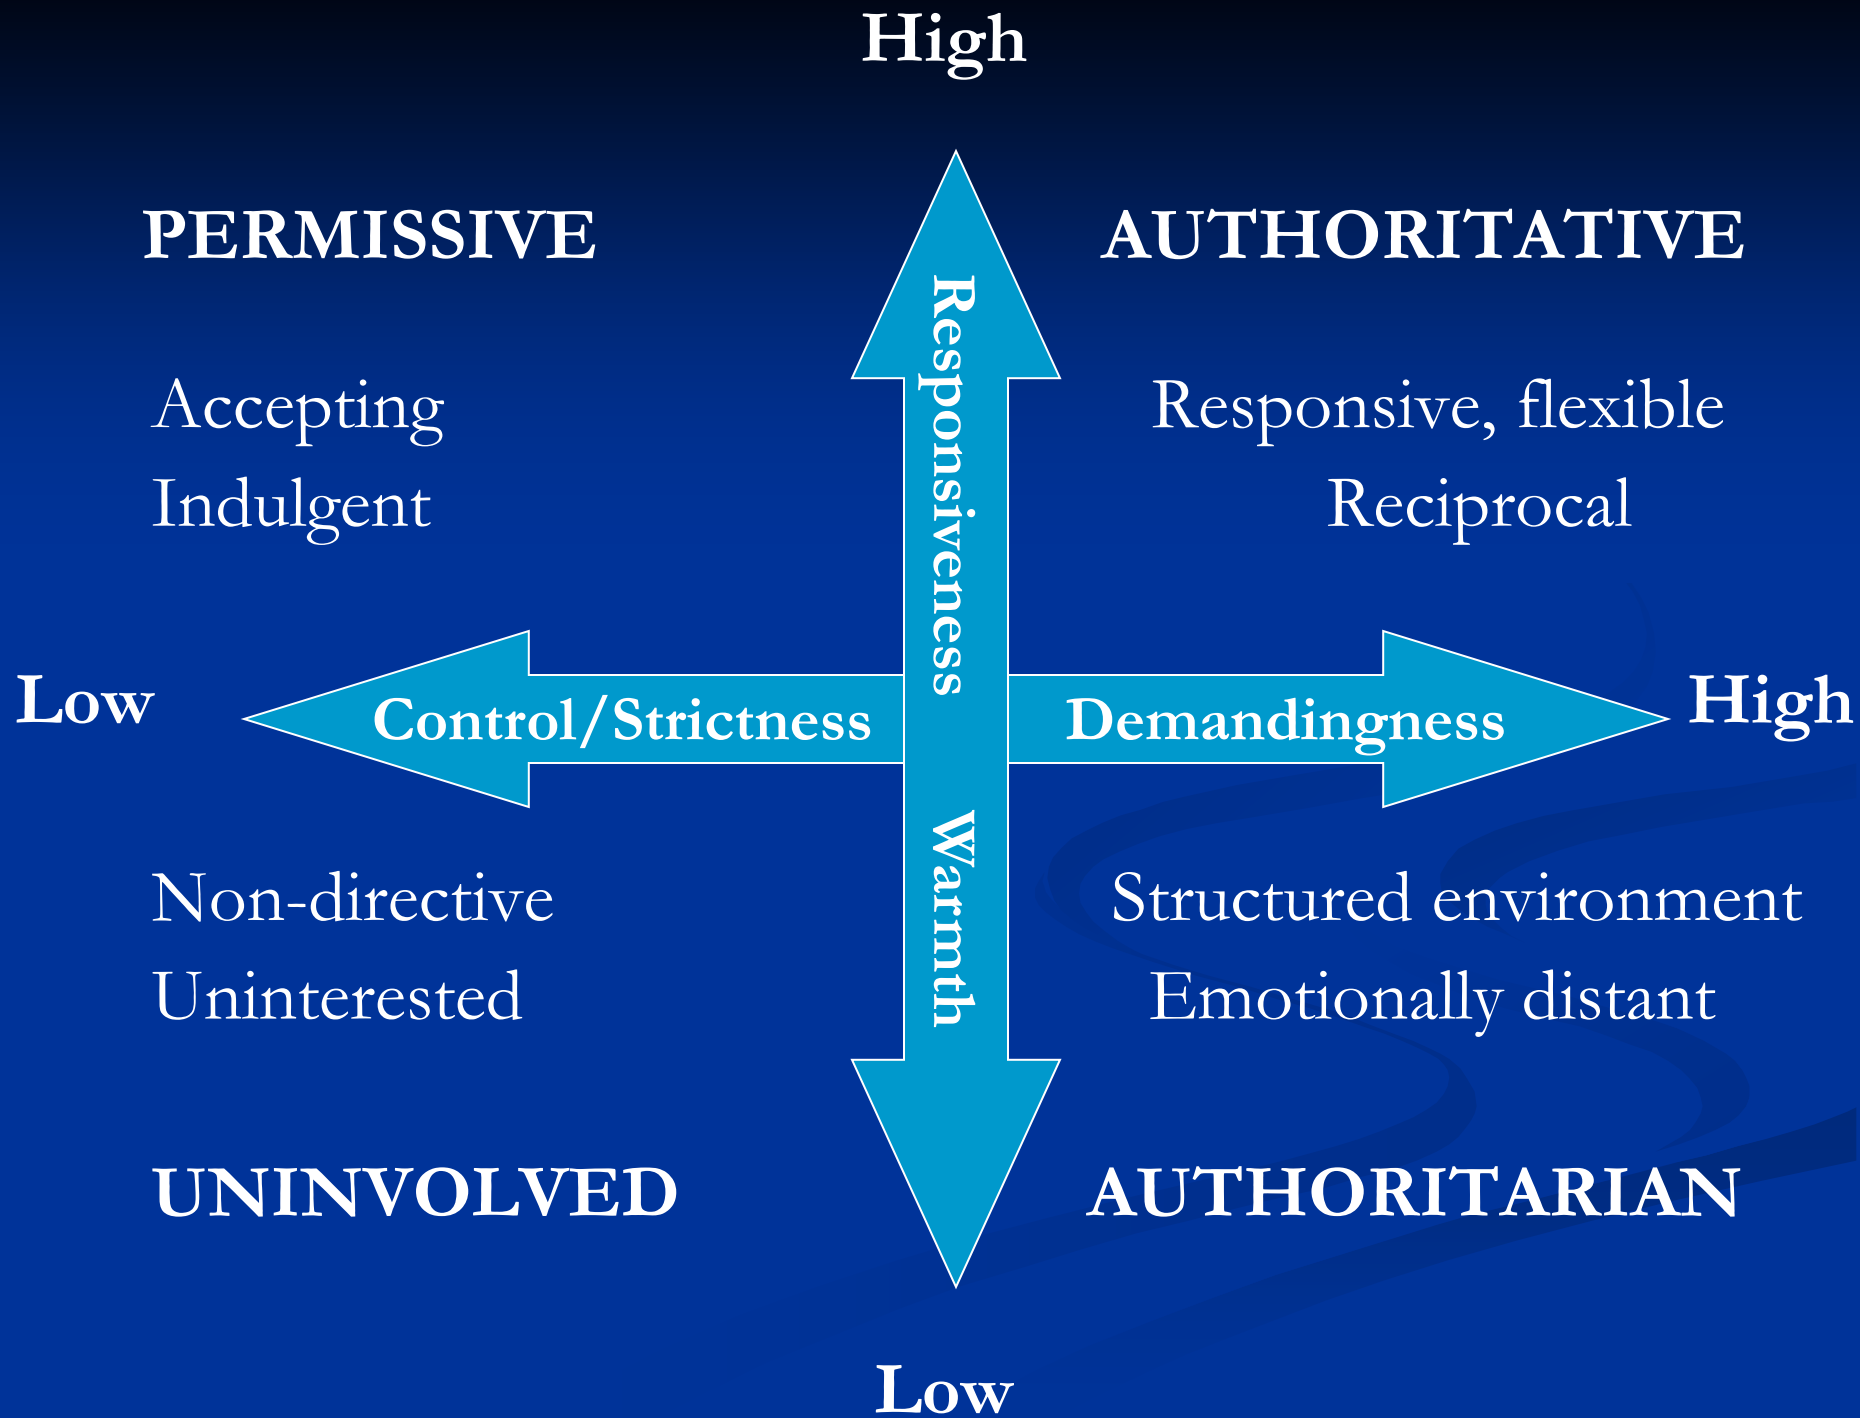 High
PERMISSIVE
AUTHORITATIVE
Responsiveness
Accepting
Indulgent
Responsive, flexible
Reciprocal
Low
Control/Strictness
Demandingness
High
Warmth
Non-directive
Uninterested
Structured environment
Emotionally distant
UNINVOLVED
AUTHORITARIAN
Low